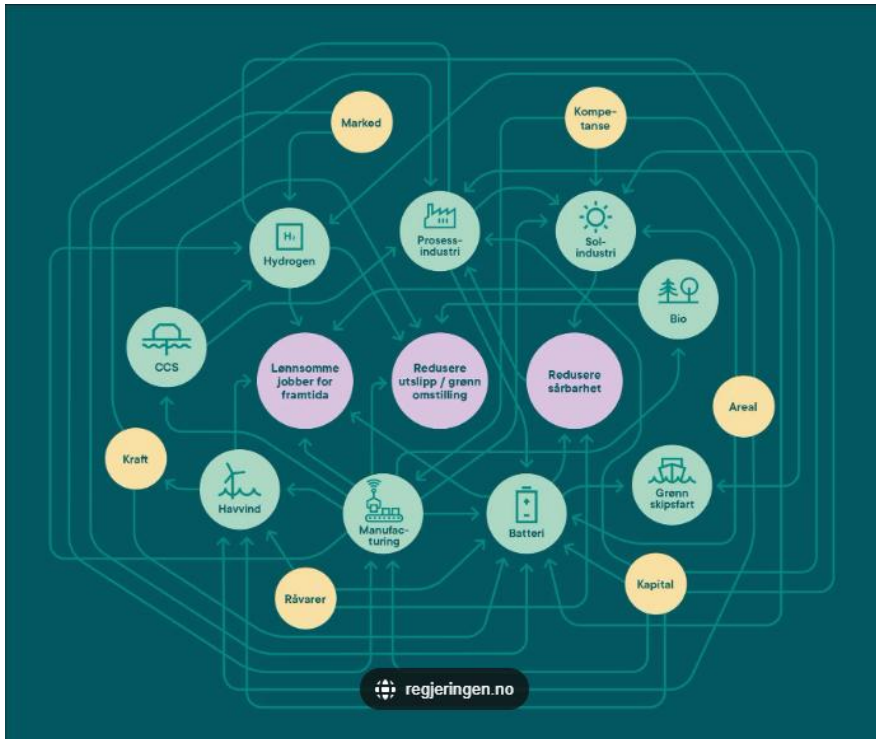 Marked
Kompe-
tanse
H₂
Hydrogen
Prosess-
industri
Sol-
industri
Bio
CCS
Lønnsomme
jobber for
framtida
Redusere
utslipp / grønn
omstilling
Redusere
sårbarhet
Areal
Kraft
Havvind
Manufac-
turing
Batteri
Grønn
skipsfart
Råvarer
Kapital
regjeringen.no